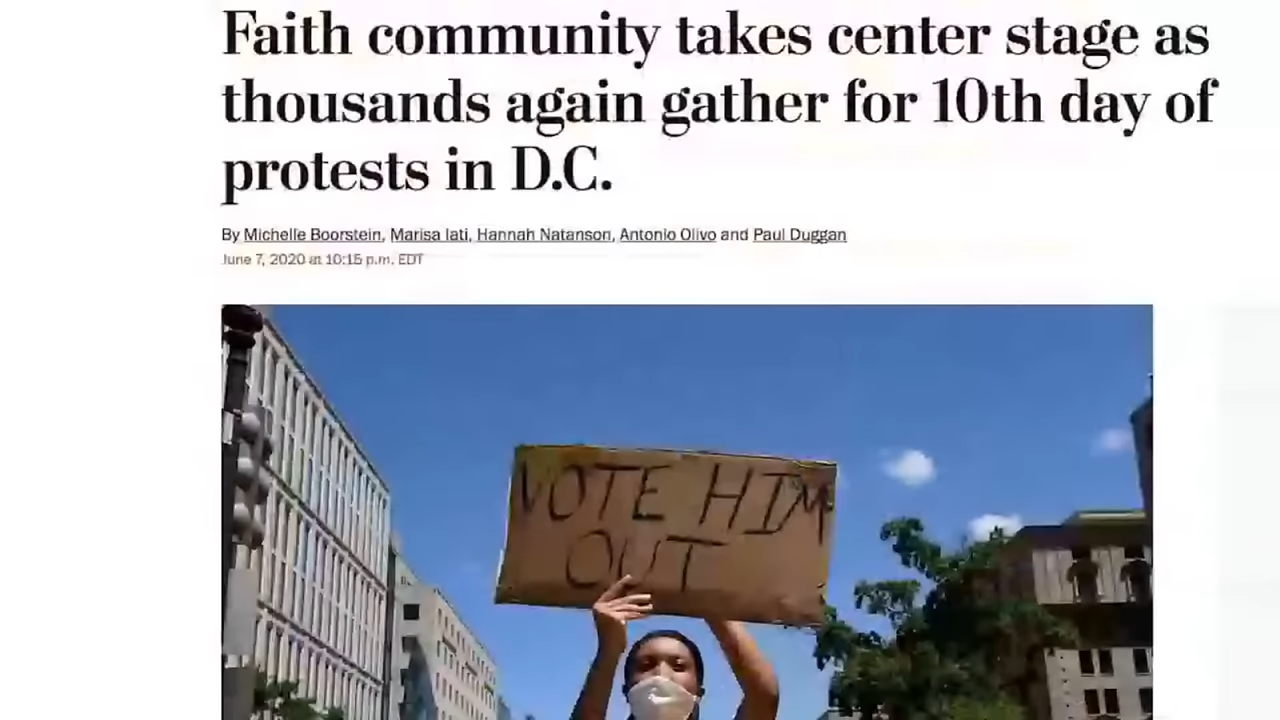 Faith community takes center stage as
thousands again gather for 10th day of
protests in D.C.
By Michelle Boorstein, Marisa Iati, Hannah Natanson, Antonio Olivo and Paul Duggan
June 7, 2020 at 10:15 p.m. EDT
VOTE HIM
OUT